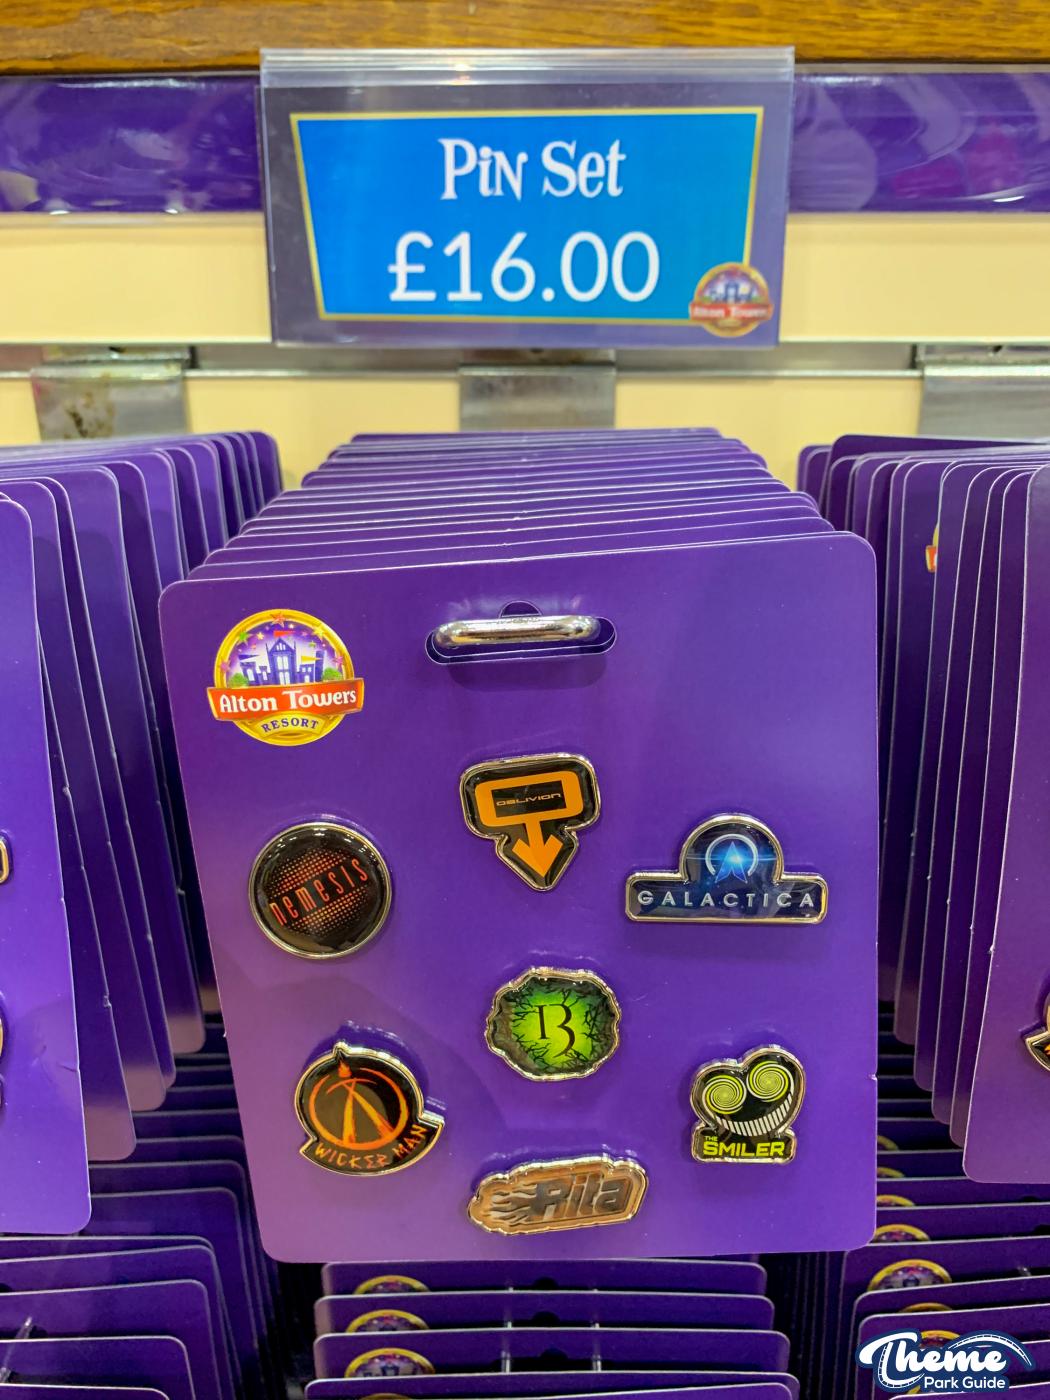 Pin Set
£16.00
Alton Towers
Alton Towers
RESORT
OBLIVION
nemesis
GALACTICA
13
WICKER MAN
THE
SMILER
Rita
Theme
Park Guide